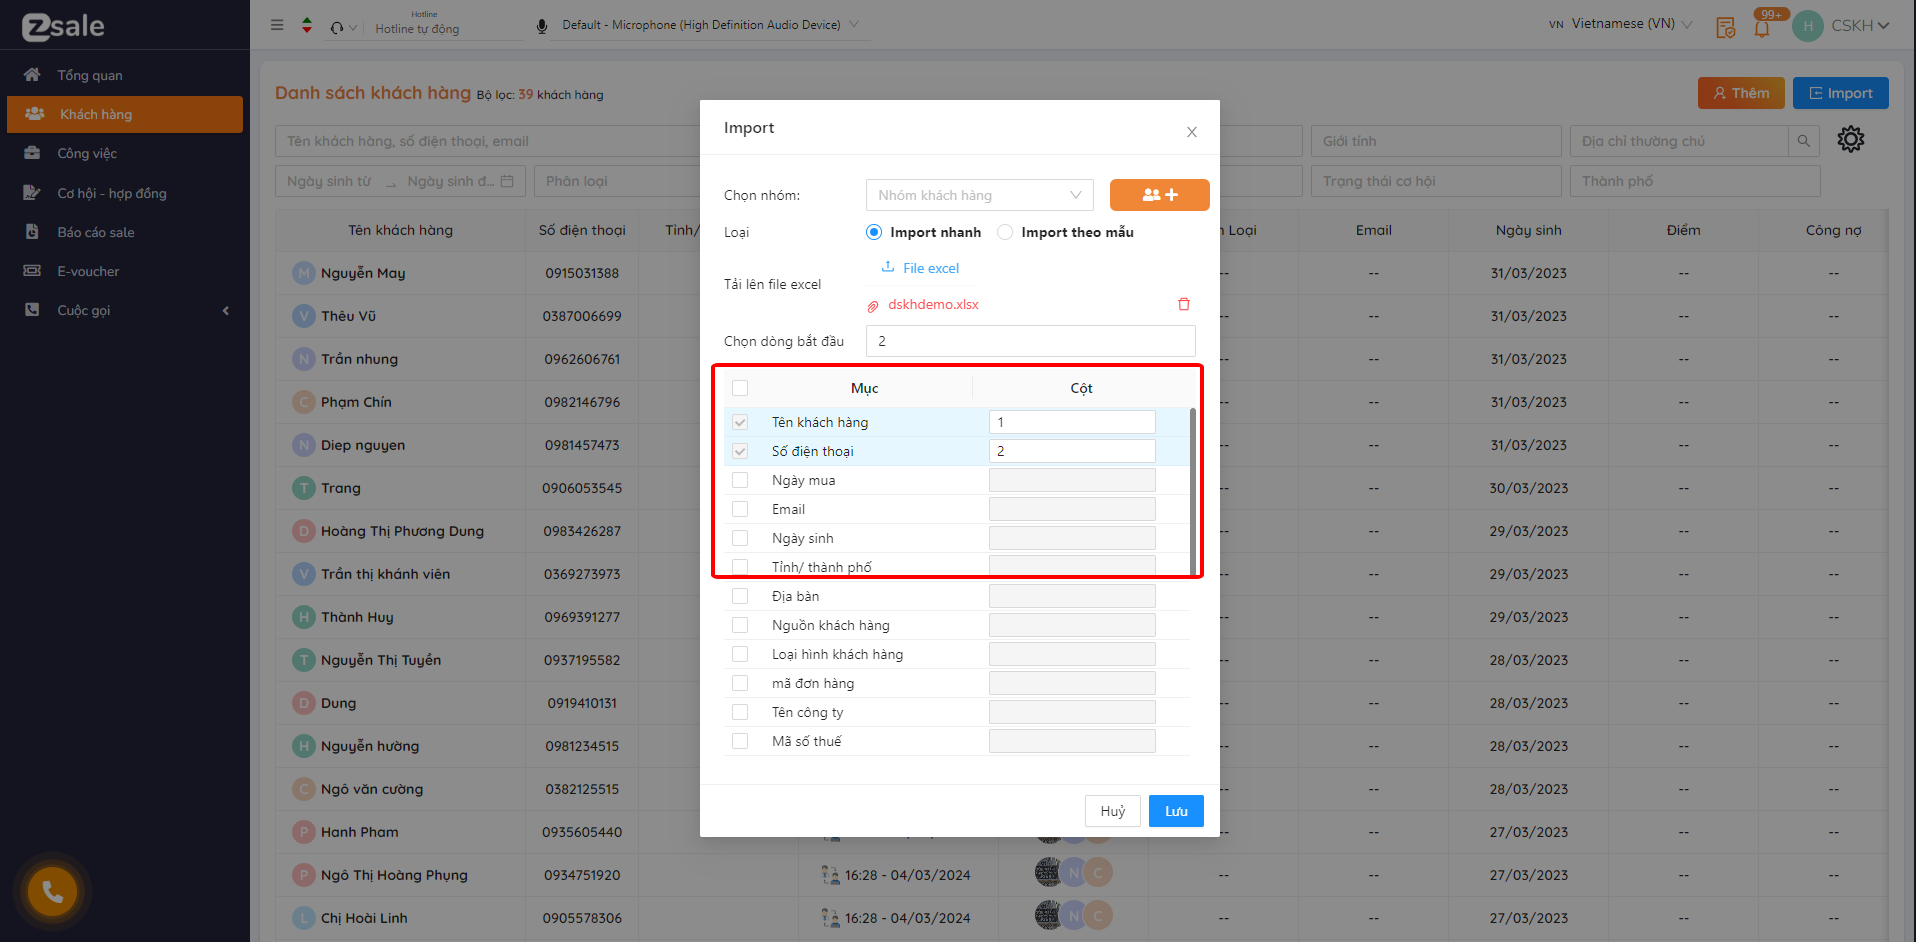 zsale
Hotline
Hotline tự động
Default - Microphone (High Definition Audio Device)
VN Vietnamese (VN)
99+
H
CSKH
Tổng quan
Khách hàng
Công việc
Cơ hội - hợp đồng
Báo cáo sale
E-voucher
Cuộc gọi
Danh sách khách hàng Bộ lọc: 39 khách hàng
Thêm
Import
Tên khách hàng, số điện thoại, email
Giới tính
Địa chỉ thường chú
Ngày sinh từ → Ngày sinh đ...
Phân loại
Trạng thái cơ hội
Thành phố
Tên khách hàng Số điện thoại Tỉnh/ Loại Email Ngày sinh Điểm Công nợ
M Nguyễn May 0915031388 -- -- 31/03/2023 -- --
V Thêu Vũ 0387006699 -- -- 31/03/2023 -- --
N Trần nhung 0962606761 -- -- 31/03/2023 -- --
C Phạm Chín 0982146796 -- -- 31/03/2023 -- --
N Diep nguyen 0981457473 -- -- 31/03/2023 -- --
T Trang 0906053545 -- -- 30/03/2023 -- --
D Hoàng Thị Phương Dung 0983426287 -- -- 29/03/2023 -- --
V Trần thị khánh viên 0369273973 -- -- 29/03/2023 -- --
H Thành Huy 0969391277 -- -- 29/03/2023 -- --
T Nguyễn Thị Tuyền 0937195582 -- -- 28/03/2023 -- --
D Dung 0919410131 -- -- 28/03/2023 -- --
H Nguyễn hường 0981234515 -- -- 28/03/2023 -- --
C Ngô văn cường 0382125515 -- -- 28/03/2023 -- --
P Hanh Pham 0935605440 -- -- 27/03/2023 -- --
P Ngô Thị Hoàng Phụng 0934751920 16:28 - 04/03/2024 N C -- -- 27/03/2023 -- --
L Chị Hoài Linh 0905578306 16:28 - 04/03/2024 N C -- -- 27/03/2023 -- --
Import
Chọn nhóm: Nhóm khách hàng
Loại Import nhanh Import theo mẫu
File excel
Tải lên file excel
dskhdemo.xlsx
Chọn dòng bắt đầu 2
Mục Cột
Tên khách hàng 1
Số điện thoại 2
Ngày mua
Email
Ngày sinh
Tỉnh/ thành phố
Địa bàn
Nguồn khách hàng
Loại hình khách hàng
mã đơn hàng
Tên công ty
Mã số thuế
Huỷ
Lưu